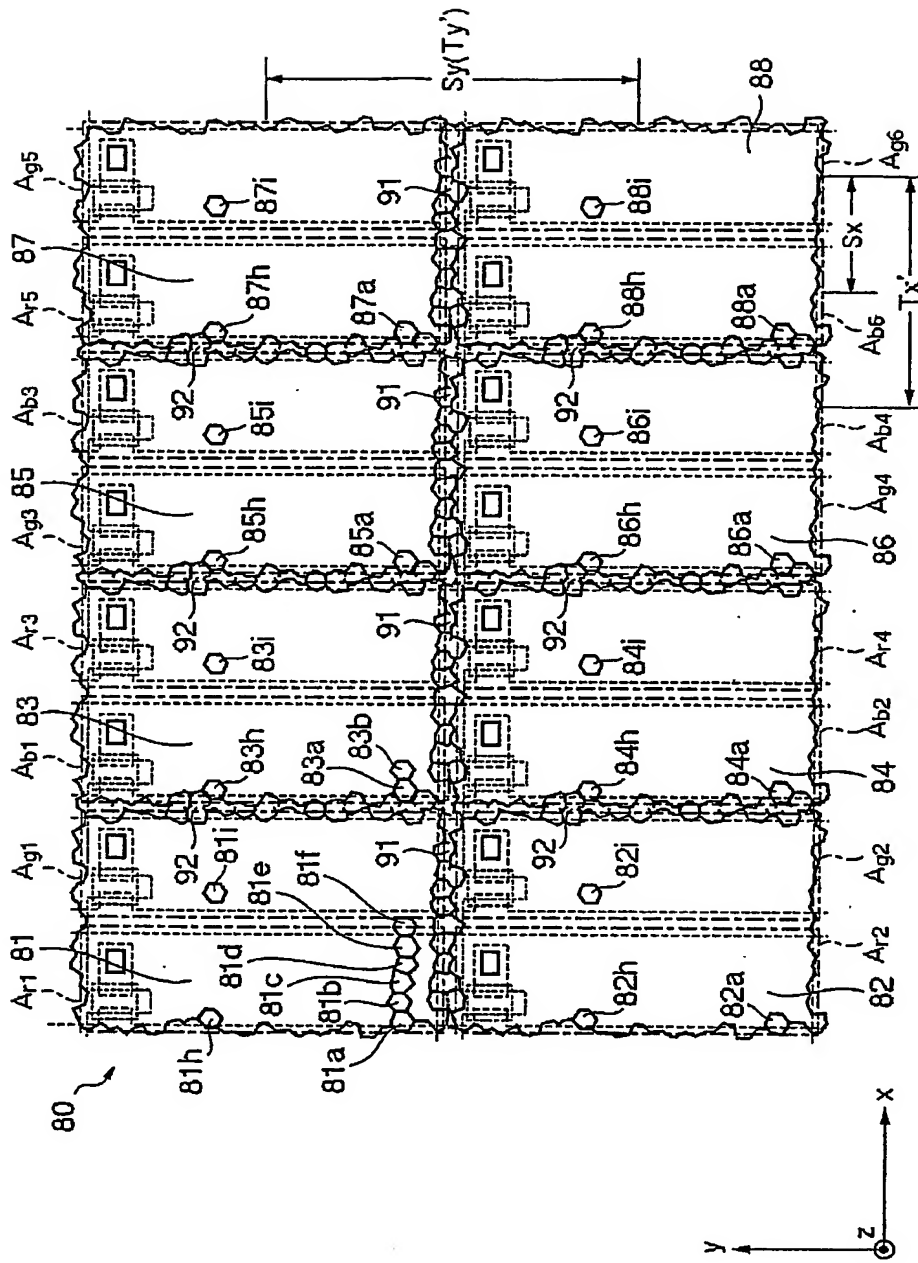 80
Ar1 81 Ag1 Ab1 83 Ar3 Ag3 85 Ab3 Ar5 87 Ag5
81h 92 81i 83h 92 83i 85h 92 85i 87h 87i
81a 81b 81c 81d 81e 81f 91 83a 83b 91 85a 91 87a 91
Sy(Ty')
82h 92 82i 84h 92 84i 86h 92 86i 88h 88i
82a 84a 86a 88a
82 Ar2 Ag2 84 Ab2 Ar4 86 Ag4 Ab4 Ab6 Ag6 88
Sx
Tx'
y
z
x